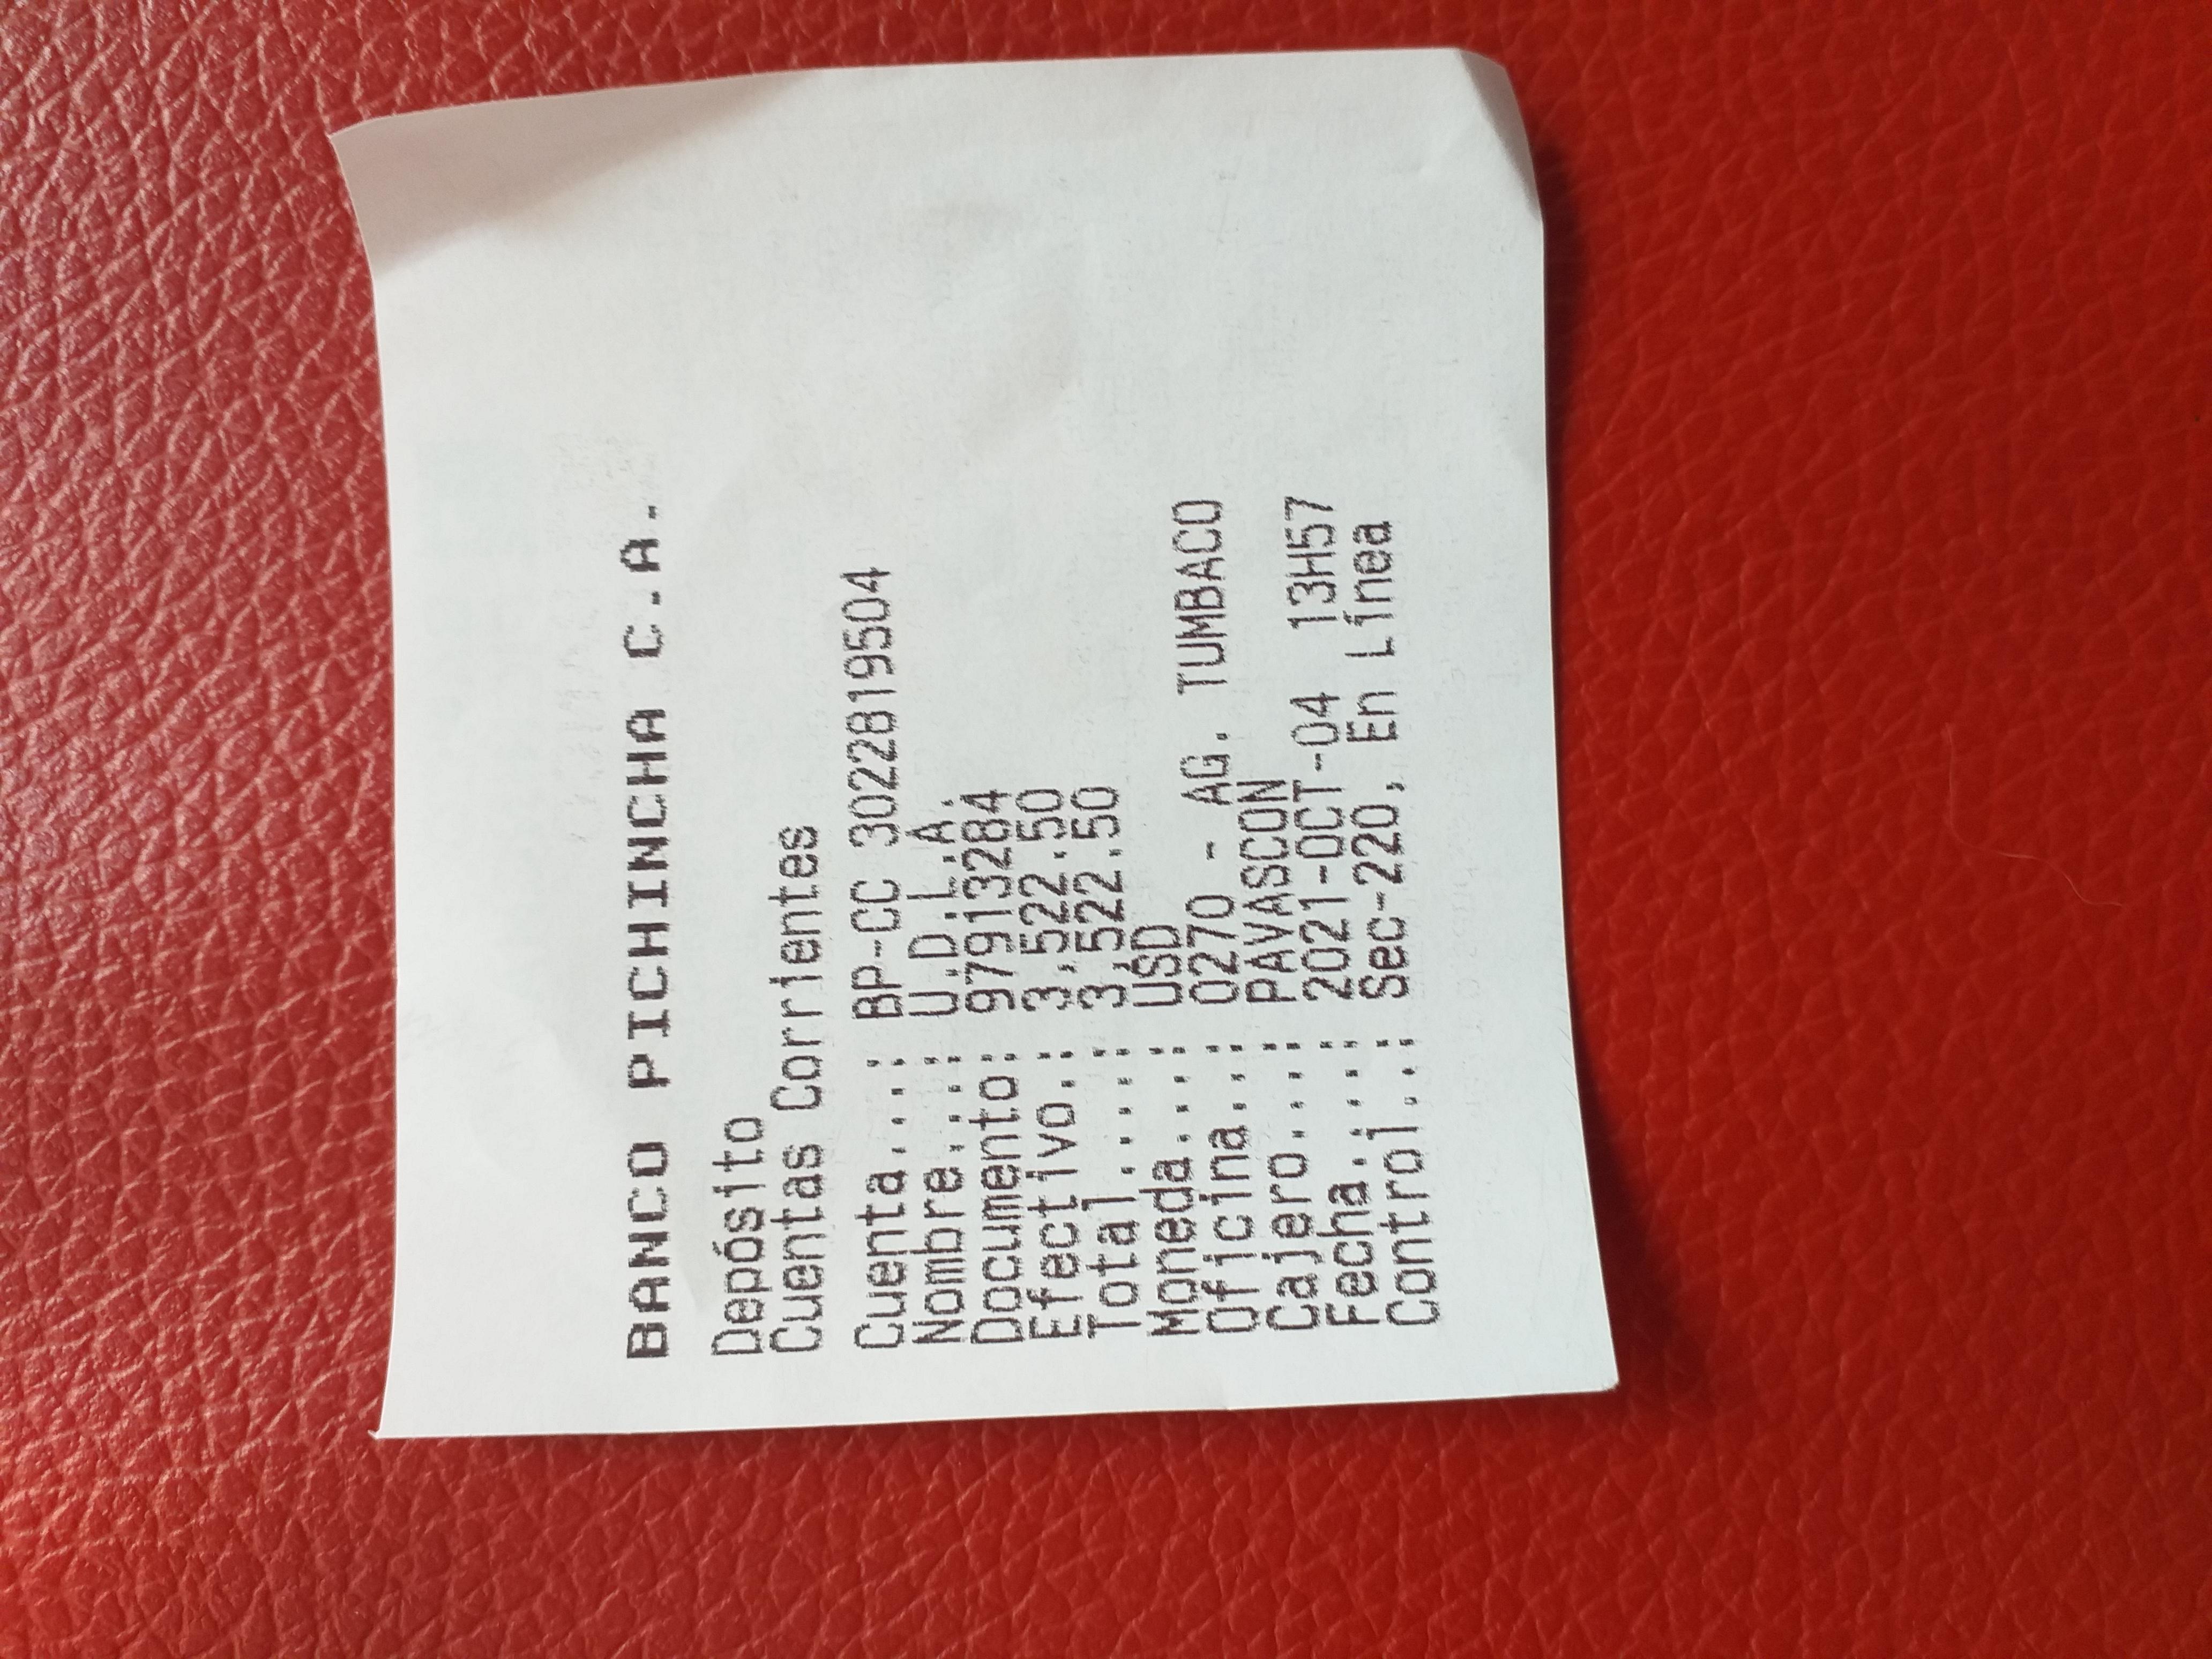 BANCO PICHINCHA C.A.
Depósito
Cuentas Corrientes
Cuenta....: BP-CC 3022819504
Nombre....: U.D.L.A.
Documento: 97913284
Efectivo.: 3,522.50
Total.....: 3,522.50
Moneda....: USD
Oficina...: 0270 - AG. TUMBACO
Cajero....: PAVASCON
Fecha.....: 2021-OCT-04 13H57
Control...: Sec-220, En Línea